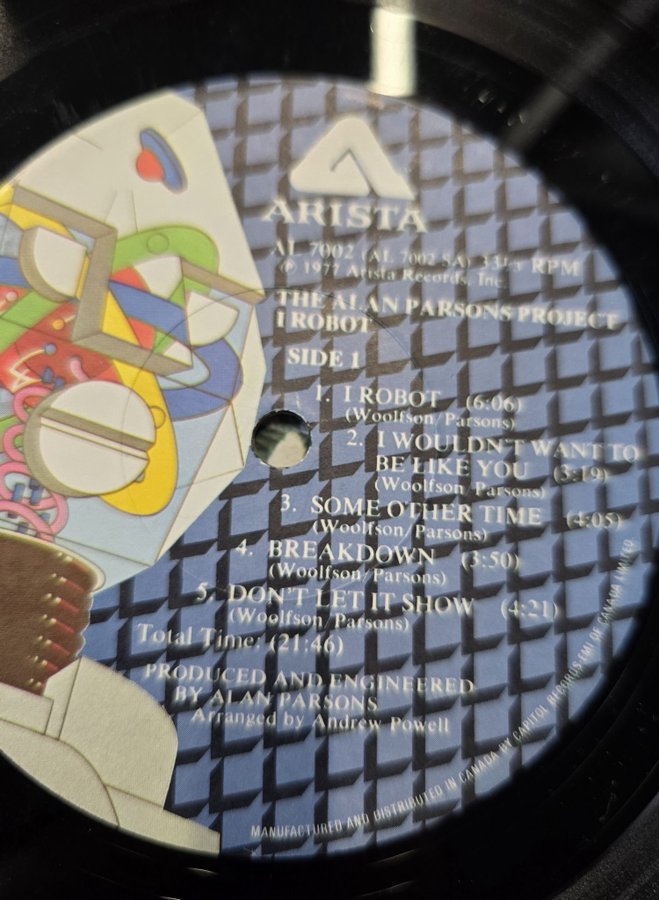 ARISTA
AL 7002 (AL 7002 SA) 33⅓ RPM
℗ 1977 Arista Records, Inc.
THE ALAN PARSONS PROJECT
I ROBOT
SIDE 1
1. I ROBOT (6:06)
(Woolfson/Parsons)
2. I WOULDN'T WANT TO
BE LIKE YOU (3:19)
(Woolfson/Parsons)
3. SOME OTHER TIME (4:05)
(Woolfson/Parsons)
4. BREAKDOWN (3:50)
(Woolfson/Parsons)
5. DON'T LET IT SHOW (4:21)
(Woolfson/Parsons)
Total Time: (21:46)
PRODUCED AND ENGINEERED
BY ALAN PARSONS
Arranged by Andrew Powell
MANUFACTURED AND DISTRIBUTED IN CANADA BY CAPITOL RECORDS-EMI OF CANADA LIMITED